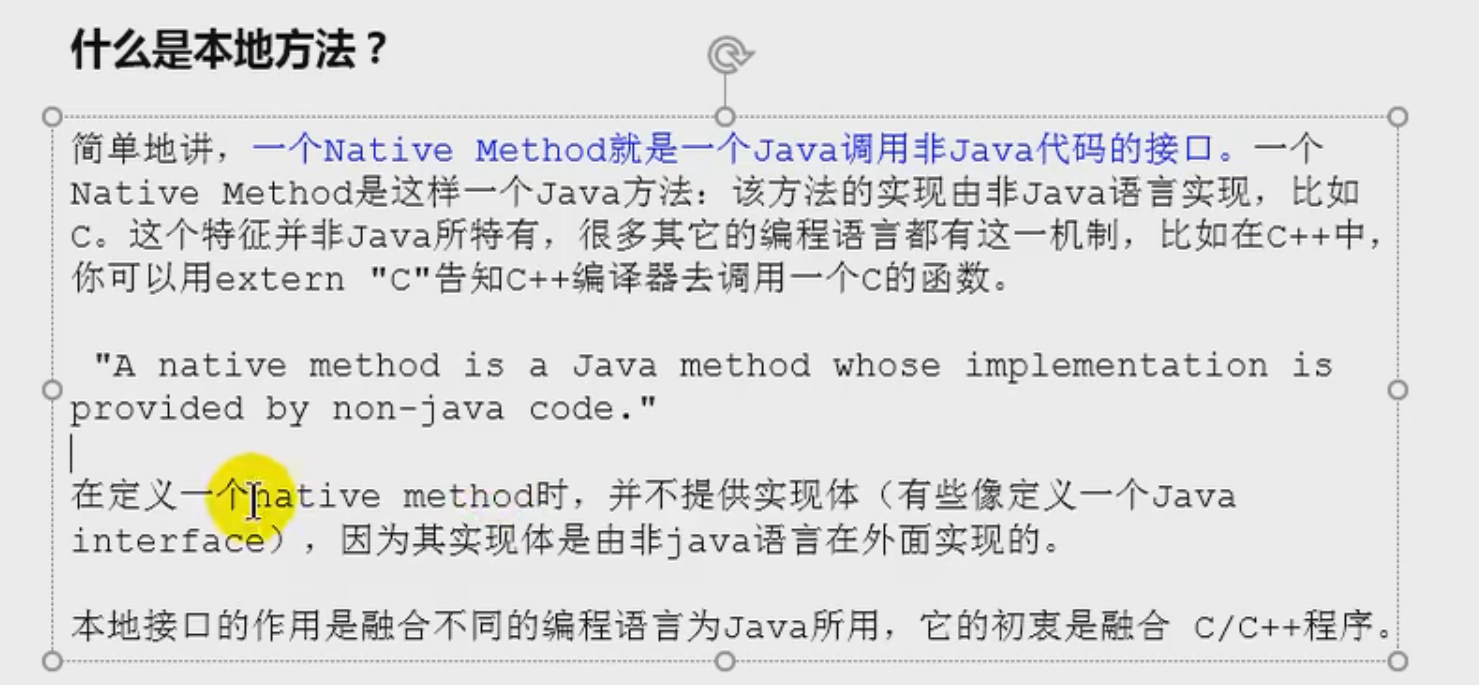 什么是本地方法？
简单地讲，一个Native Method就是一个Java调用非Java代码的接口。一个
Native Method是这样一个Java方法：该方法的实现由非Java语言实现，比如
C。这个特征并非Java所特有，很多其它的编程语言都有这一机制，比如在C++中，
你可以用extern "C"告知C++编译器去调用一个C的函数。
"A native method is a Java method whose implementation is
provided by non-java code."
在定义一个native method时，并不提供实现体（有些像定义一个Java
interface），因为其实现体是由非java语言在外面实现的。
本地接口的作用是融合不同的编程语言为Java所用，它的初衷是融合 C/C++程序。